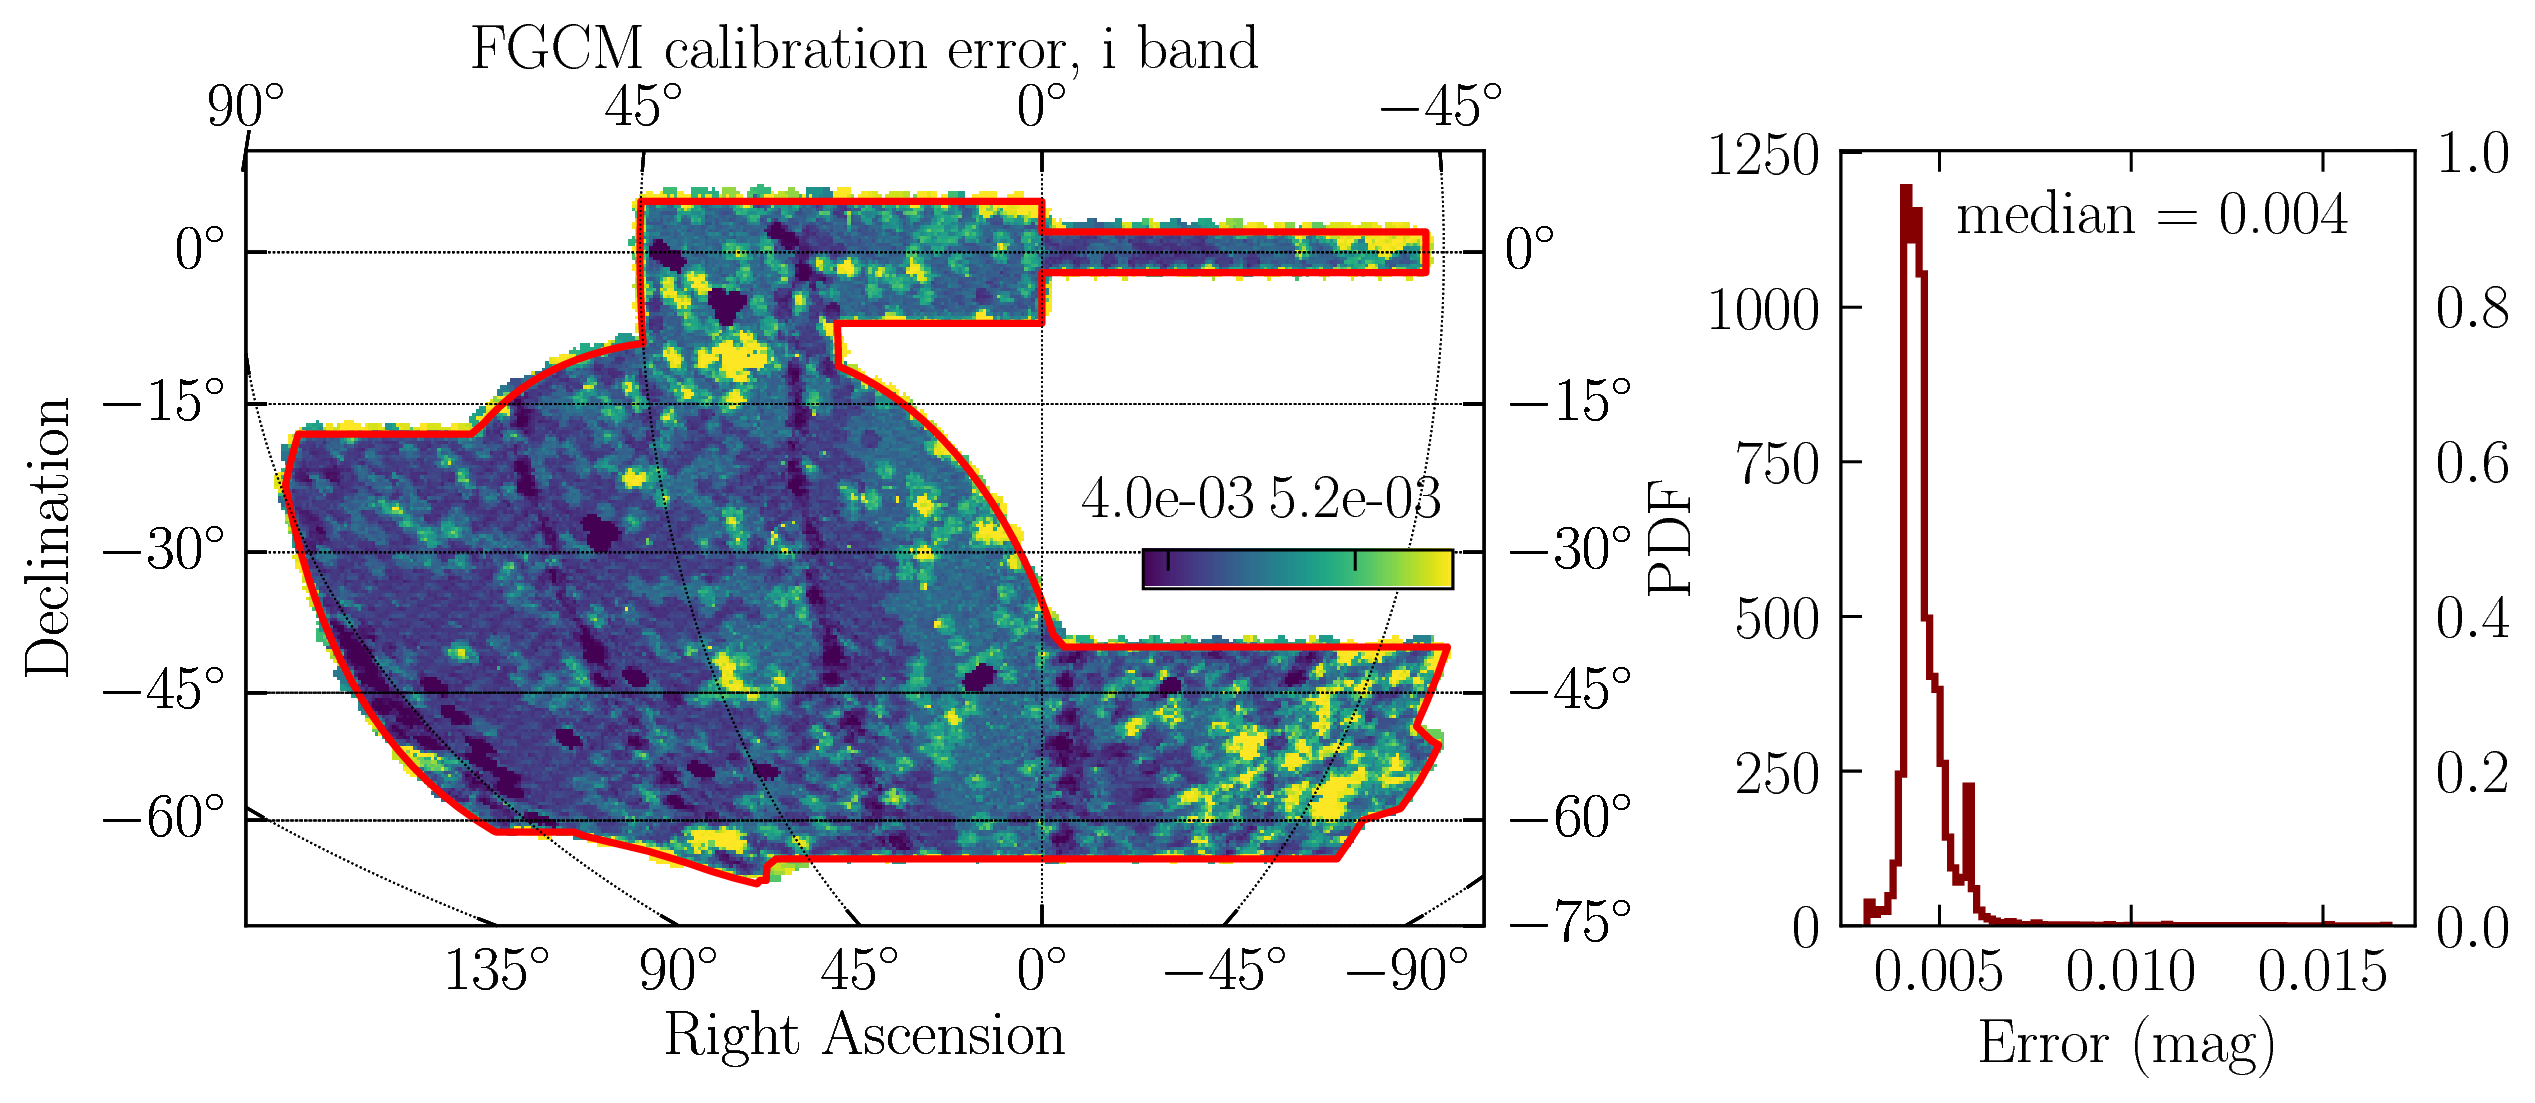 FGCM calibration error, i band
90° 45° 0° −45°
0° 0°
−15° −15°
4.0e-03 5.2e-03
−30° −30°
−45° −45°
−60° −60°
−75°
135° 90° 45° 0° −45° −90°
Right Ascension
Declination
1250 1.0
median = 0.004
1000 0.8
750 0.6
500 0.4
250 0.2
0 0.0
0.005 0.010 0.015
Error (mag)
PDF